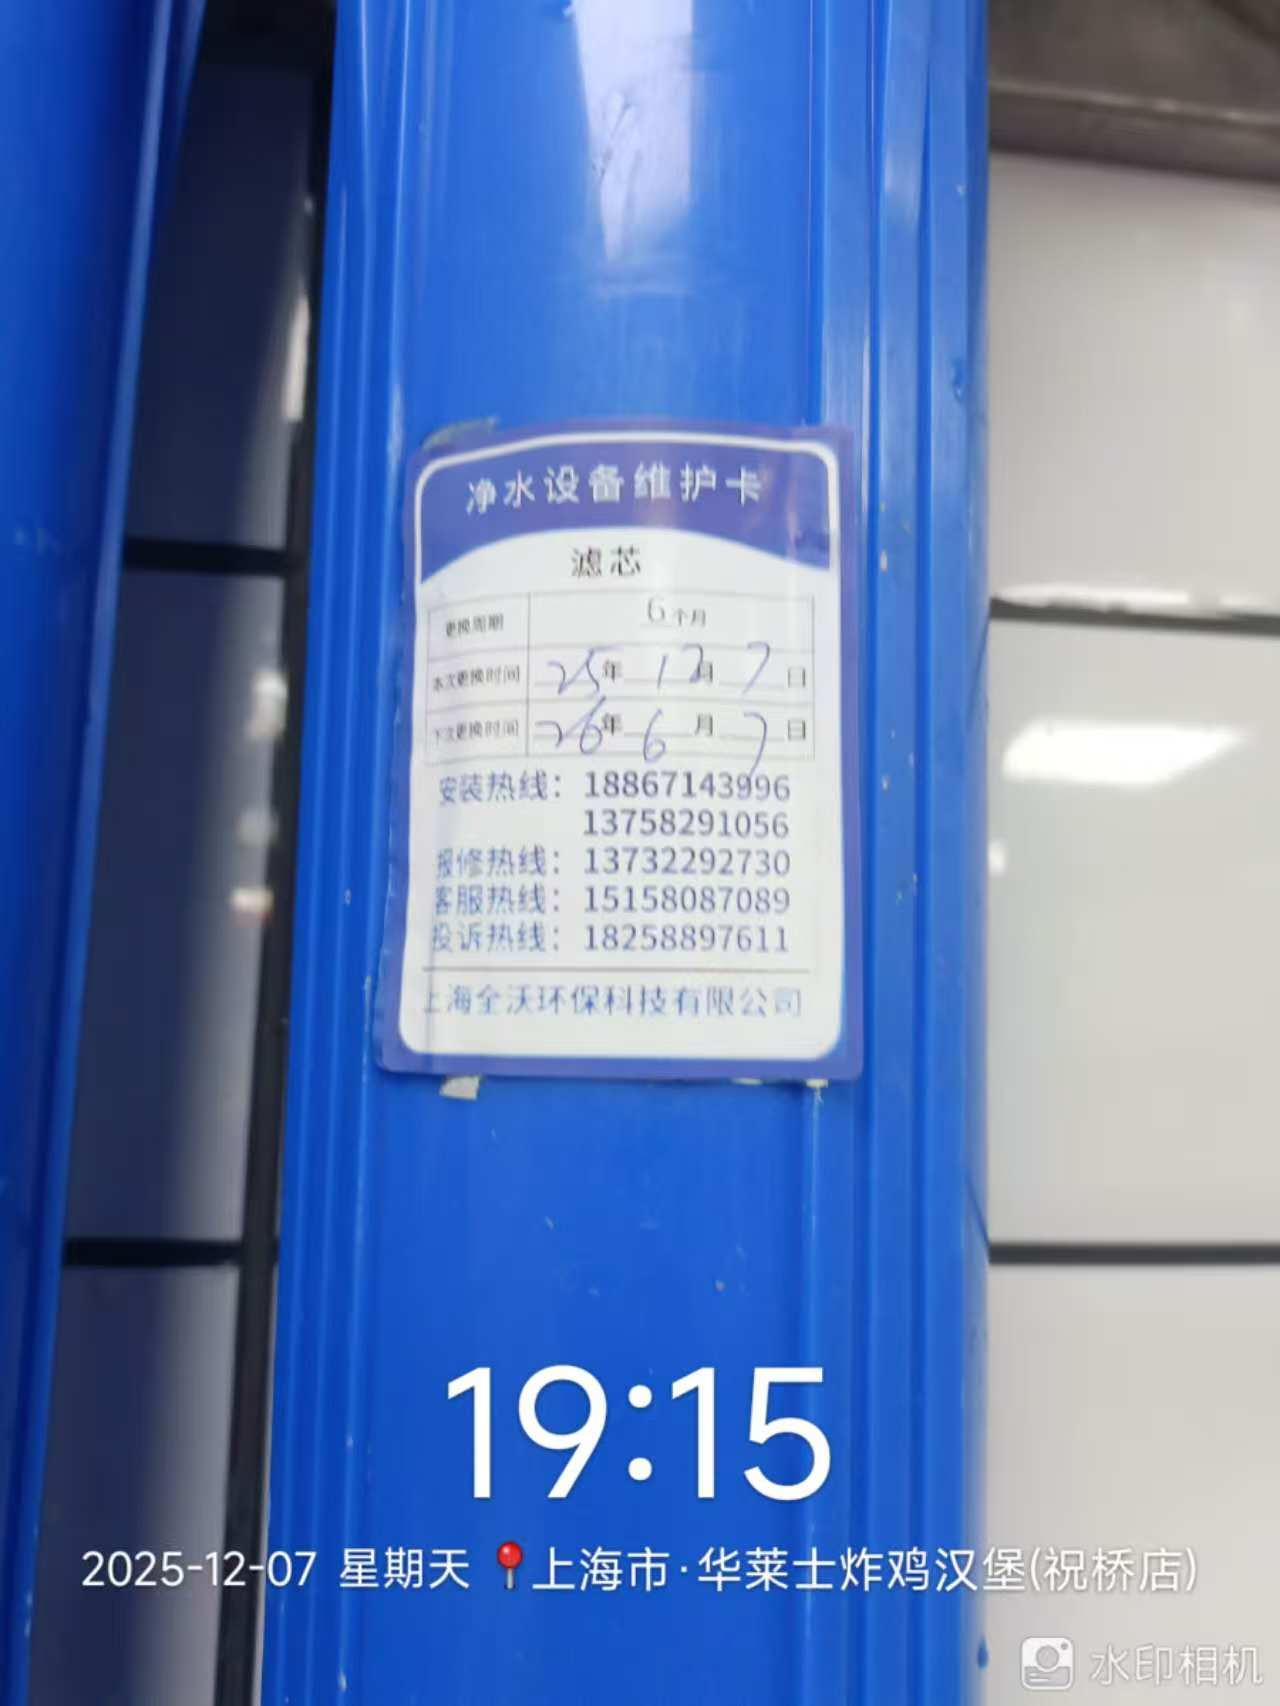 净水设备维护卡
滤芯
更换周期 6个月
本次更换时间 25年12月7日
下次更换时间 26年6月7日
安装热线：18867143996
13758291056
报修热线：13732292730
客服热线：15158087089
投诉热线：18258897611
上海全沃环保科技有限公司
19:15
2025-12-07 星期天 📍上海市·华莱士炸鸡汉堡(祝桥店)
水印相机